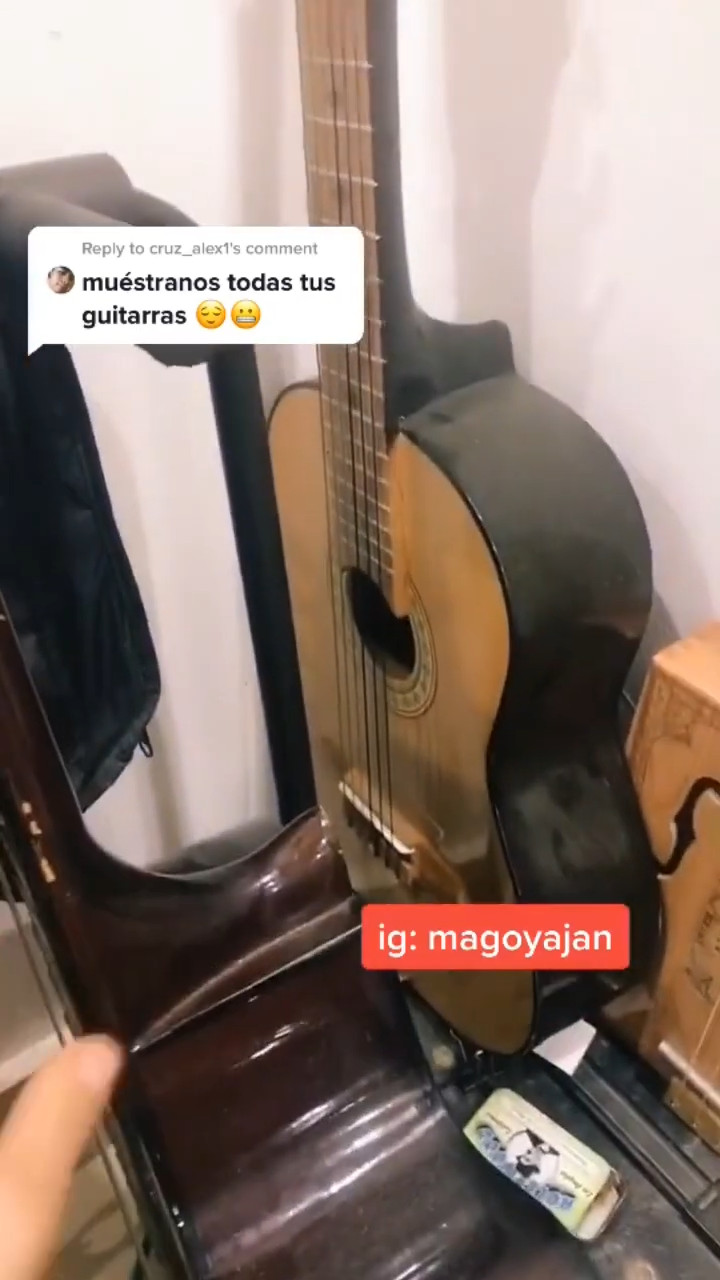 Reply to cruz_alex1's comment
muéstranos todas tus
guitarras 😌😬
ig: magoyajan